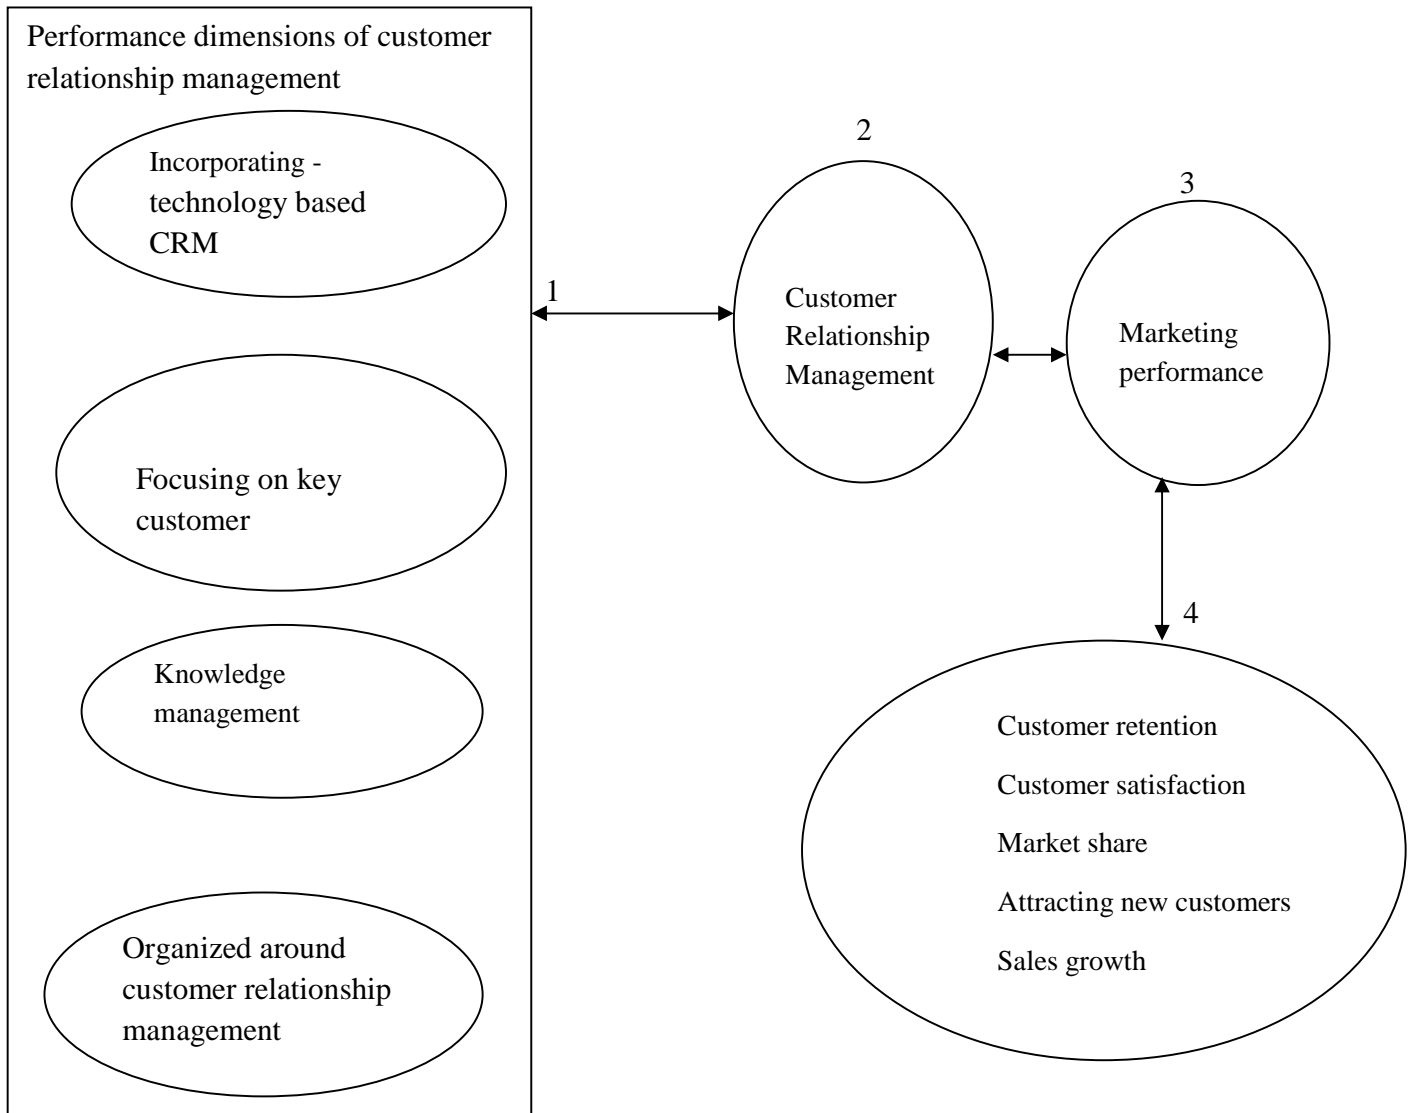 Performance dimensions of customer
relationship management
Incorporating -
technology based
CRM
Focusing on key
customer
Knowledge
management
Organized around
customer relationship
management
1
2
Customer
Relationship
Management
3
Marketing
performance
4
Customer retention
Customer satisfaction
Market share
Attracting new customers
Sales growth